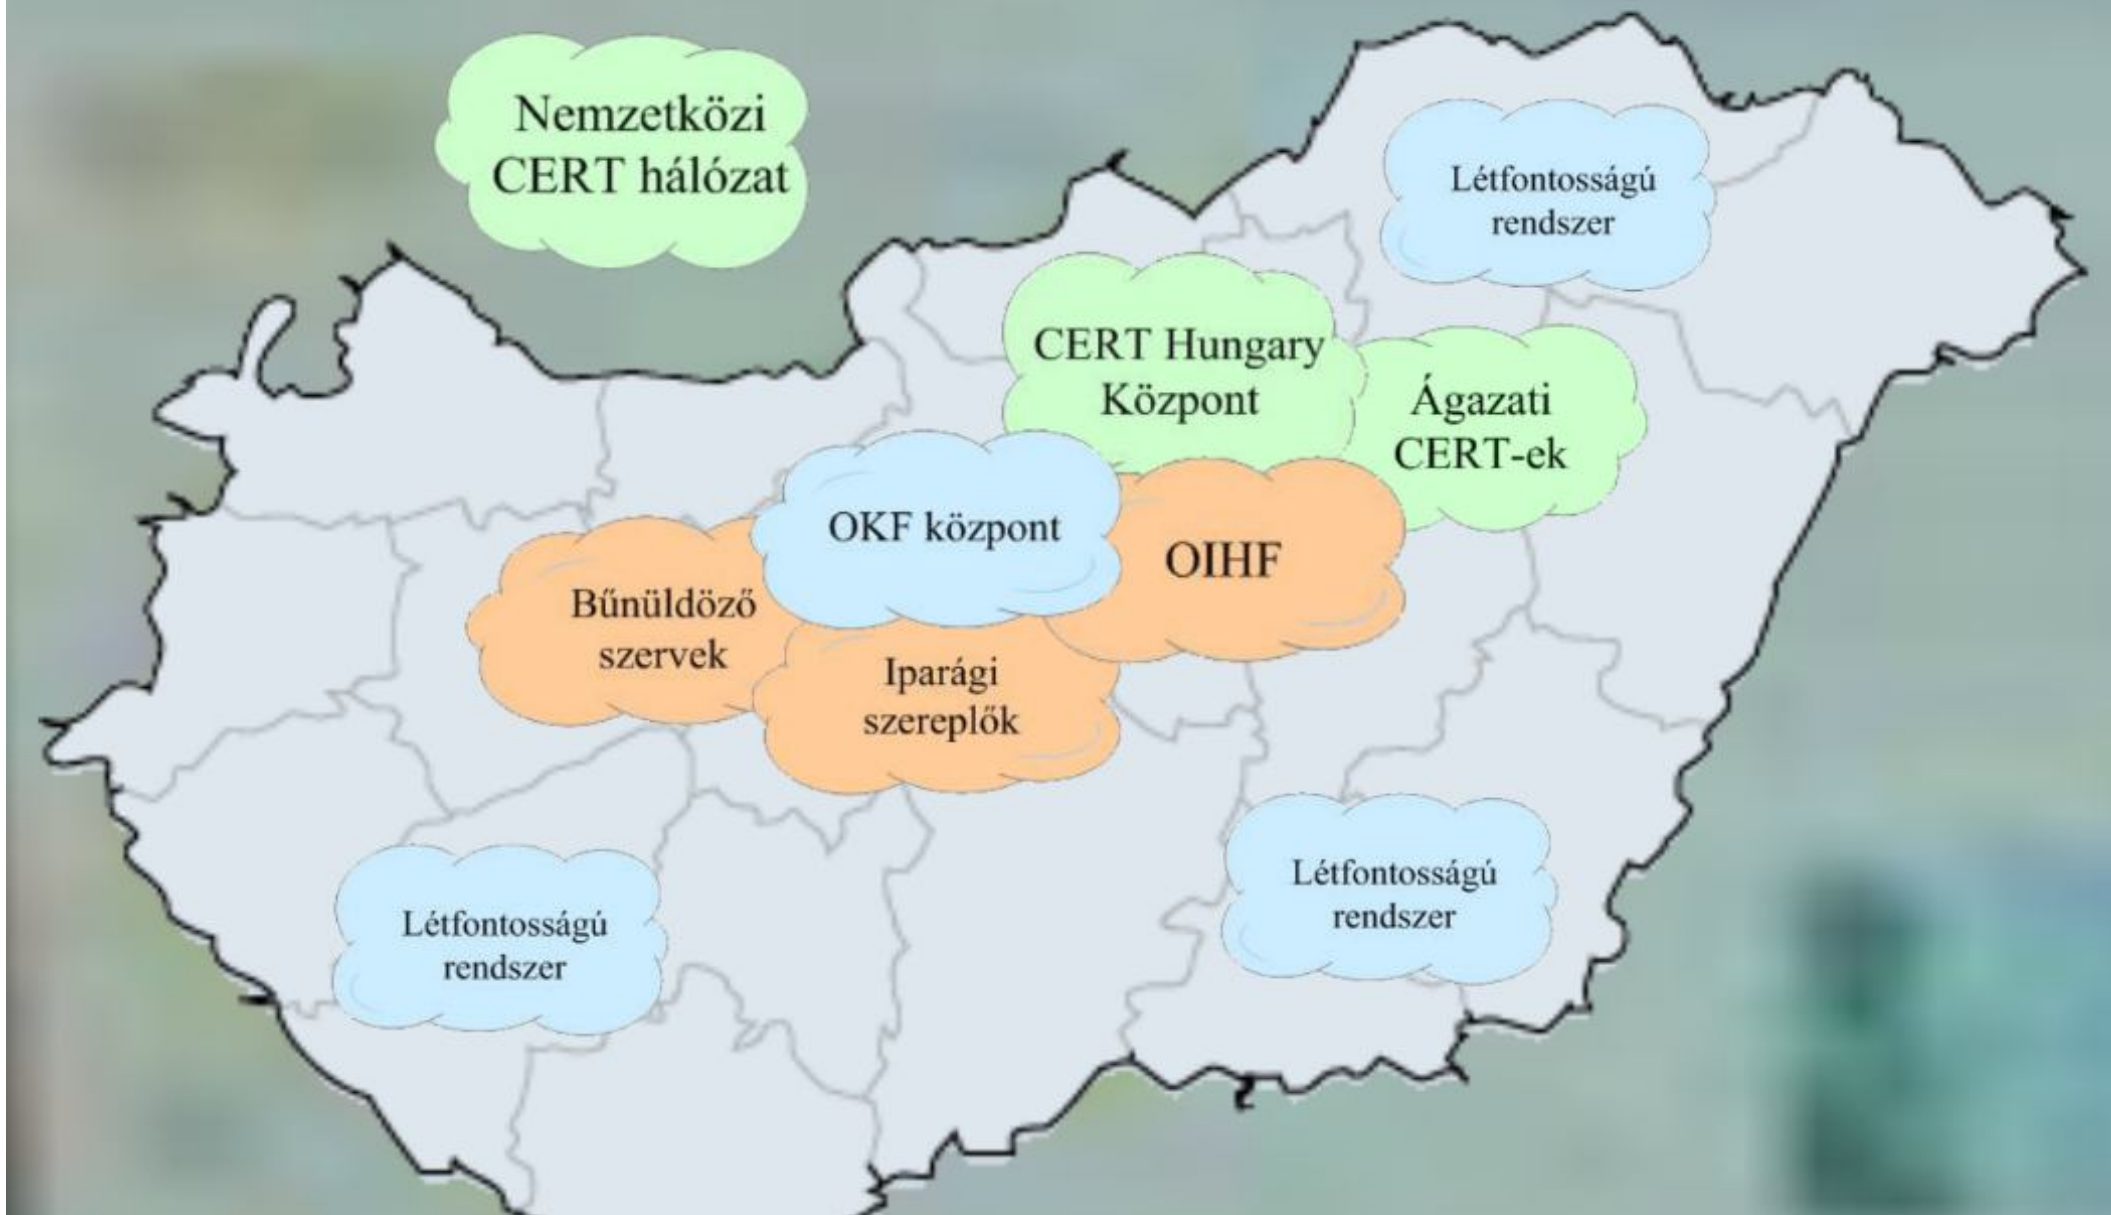 Nemzetközi
CERT hálózat
Létfontosságú
rendszer
CERT Hungary
Központ
Ágazati
CERT-ek
OKF központ
OIHF
Bűnüldöző
szervek
Iparági
szereplők
Létfontosságú
rendszer
Létfontosságú
rendszer